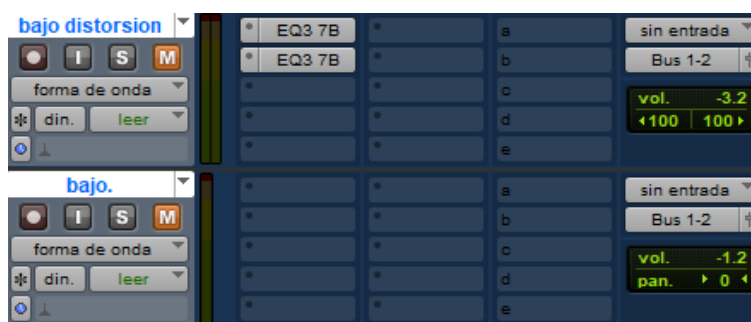 bajo distorsion EQ3 7B a sin entrada
I S M EQ3 7B b Bus 1-2
forma de onda c vol. -3.2
din. leer d 100 100
e
bajo. a sin entrada
I S M b Bus 1-2
forma de onda c vol. -1.2
din. leer d pan. 0
e